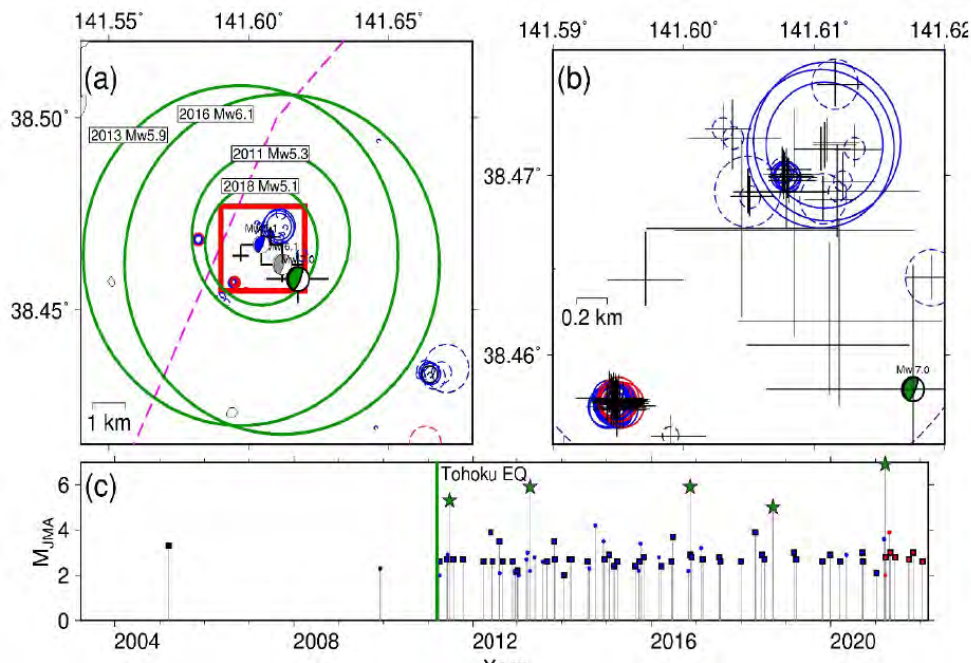 141.55° 141.60° 141.65°
141.59° 141.60° 141.61° 141.62°
(a)
(b)
38.50°
38.45°
2016 Mw6.1
2013 Mw5.9
2011 Mw5.3
2018 Mw5.1
Mw7.0
1 km
38.47°
38.46°
0.2 km
Mw7.0
(c)
Tohoku EQ
MJMA
6
4
2
0
2004 2008 2012 2016 2020